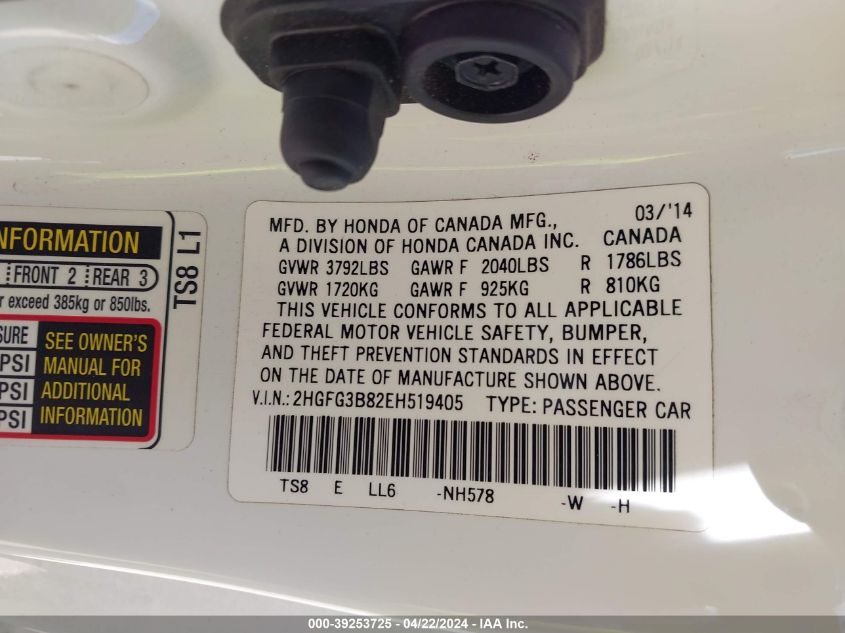 NFORMATION
FRONT 2 REAR 3
r exceed 385kg or 850lbs.
TS8 L1
SURE
PSI
PSI
PSI
SEE OWNER'S
MANUAL FOR
ADDITIONAL
INFORMATION
MFD. BY HONDA OF CANADA MFG., 03/'14
A DIVISION OF HONDA CANADA INC. CANADA
GVWR 3792LBS GAWR F 2040LBS R 1786LBS
GVWR 1720KG GAWR F 925KG R 810KG
THIS VEHICLE CONFORMS TO ALL APPLICABLE
FEDERAL MOTOR VEHICLE SAFETY, BUMPER,
AND THEFT PREVENTION STANDARDS IN EFFECT
ON THE DATE OF MANUFACTURE SHOWN ABOVE.
V.I.N.: 2HGFG3B82EH519405 TYPE: PASSENGER CAR
TS8 E LL6 -NH578 -W -H
000-39253725 - 04/22/2024 - IAA Inc.